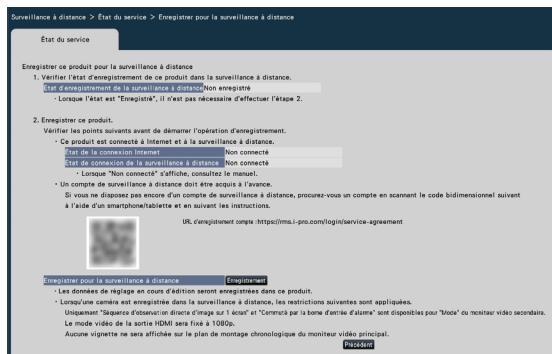 Surveillance à distance > État du service > Enregistrer pour la surveillance à distance
État du service
Enregistrer ce produit pour la surveillance à distance
1. Vérifier l'état d'enregistrement de ce produit dans la surveillance à distance.
État d'enregistrement de la surveillance à distance Non enregistré
・Lorsque l'état est "Enregistré", il n'est pas nécessaire d'effectuer l'étape 2.
2. Enregistrer ce produit.
Vérifier les points suivants avant de démarrer l'opération d'enregistrement.
・Ce produit est connecté à Internet et à la surveillance à distance.
État de la connexion Internet Non connecté
État de connexion de la surveillance à distance Non connecté
・Lorsque "Non connecté" s'affiche, consultez le manuel.
・Un compte de surveillance à distance doit être acquis à l'avance.
Si vous ne disposez pas encore d'un compte de surveillance à distance, procurez-vous un compte en scannant le code bidimensionnel suivant
à l'aide d'un smartphone/tablette et en suivant les instructions.
URL d'enregistrement compte :https://rms.i-pro.com/login/service-agreement
Enregistrer pour la surveillance à distance Enregistrement
・Les données de réglage en cours d'édition seront enregistrées dans ce produit.
・Lorsqu'une caméra est enregistrée dans la surveillance à distance, les restrictions suivantes sont appliquées.
Uniquement "Séquence d'observation directe d'image sur 1 écran" et "Commuté par la borne d'entrée d'alarme" sont disponibles pour "Mode" du moniteur vidéo secondaire.
Le mode vidéo de la sortie HDMI sera fixé à 1080p.
Aucune vignette ne sera affichée sur le plan de montage chronologique du moniteur vidéo principal.
Précédent